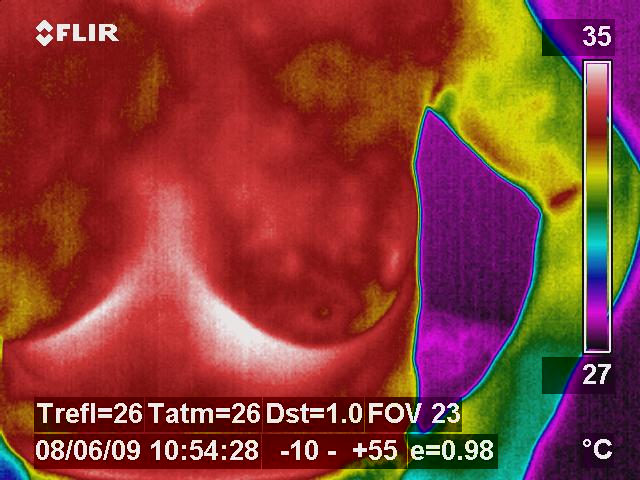 FLIR
35
27
Trefl=26 Tatm=26 Dst=1.0 FOV 23
08/06/09 10:54:28 -10 - +55 e=0.98 °C